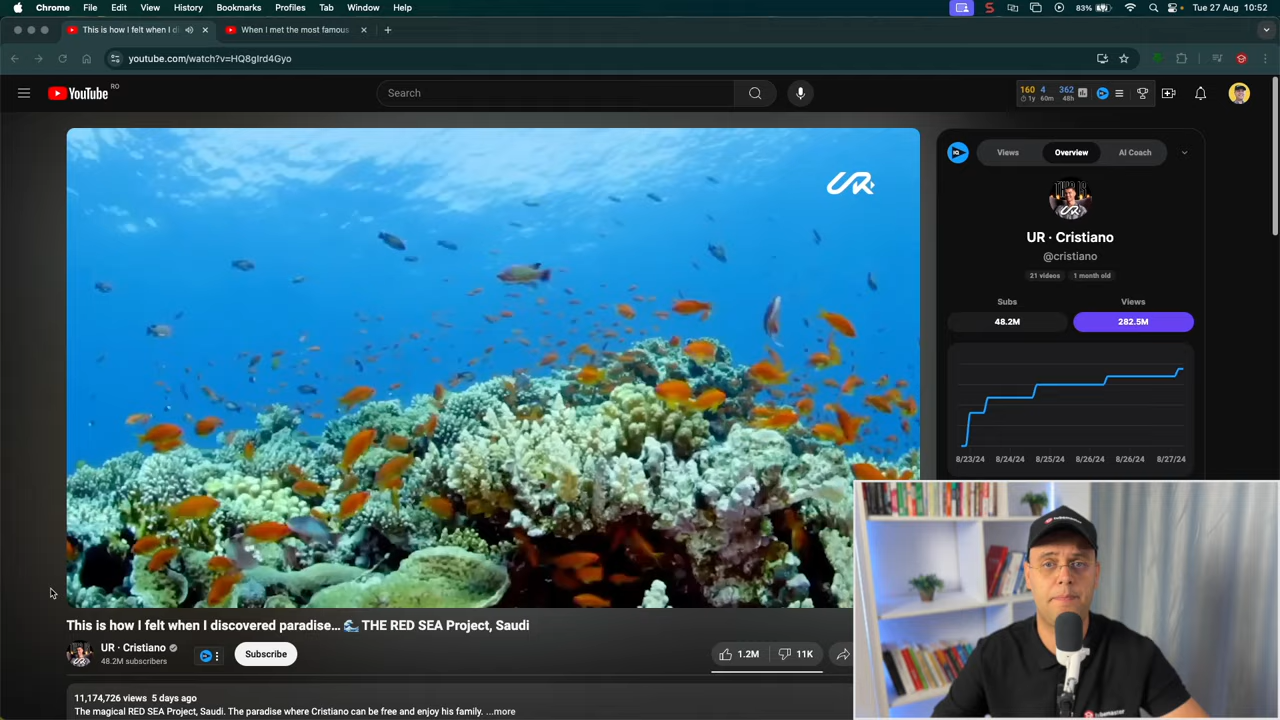 Chrome File Edit View History Bookmarks Profiles Tab Window Help 83% Tue 27 Aug 10:52
This is how I felt when I d When I met the most famous
youtube.com/watch?v=HQ8gIrd4Gyo
YouTube RO Search 160 1y 4 60m 362 48h
UR
IQ Views Overview AI Coach
UR · Cristiano
@cristiano
21 videos 1 month old
Subs Views
48.2M 282.5M
8/23/24 8/24/24 8/25/24 8/26/24 8/26/24 8/27/24
This is how I felt when I discovered paradise... 🌊 THE RED SEA Project, Saudi
UR · Cristiano
48.2M subscribers
Subscribe 1.2M 11K
11,174,726 views 5 days ago
The magical RED SEA Project, Saudi. The paradise where Cristiano can be free and enjoy his family. ...more